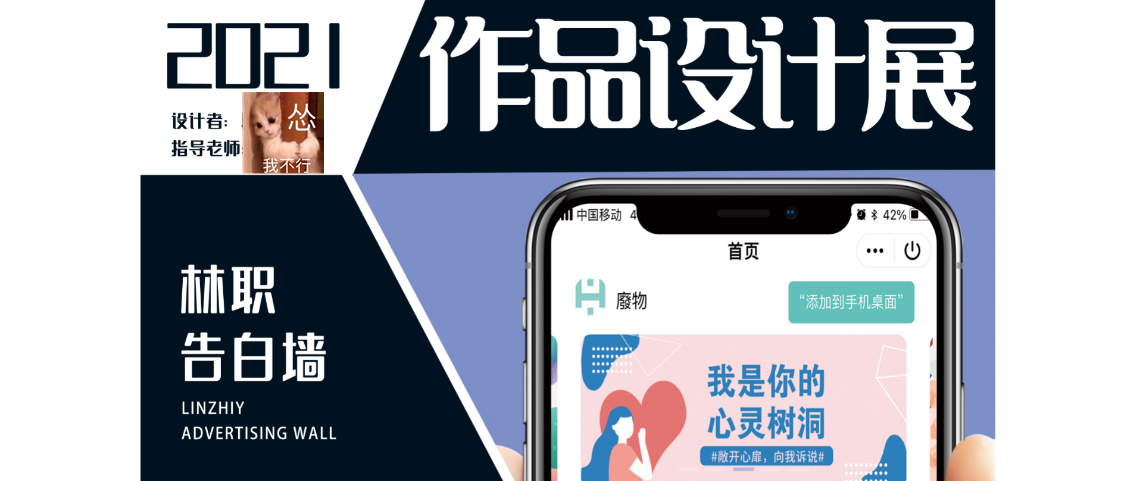 2021
作品设计展
设计者:
指导老师:
怂
我不行
林职
告白墙
LINZHIY
ADVERTISING WALL
中国移动 4
42%
首页
廢物
“添加到手机桌面”
我是你的
心灵树洞
#敞开心扉，向我诉说#